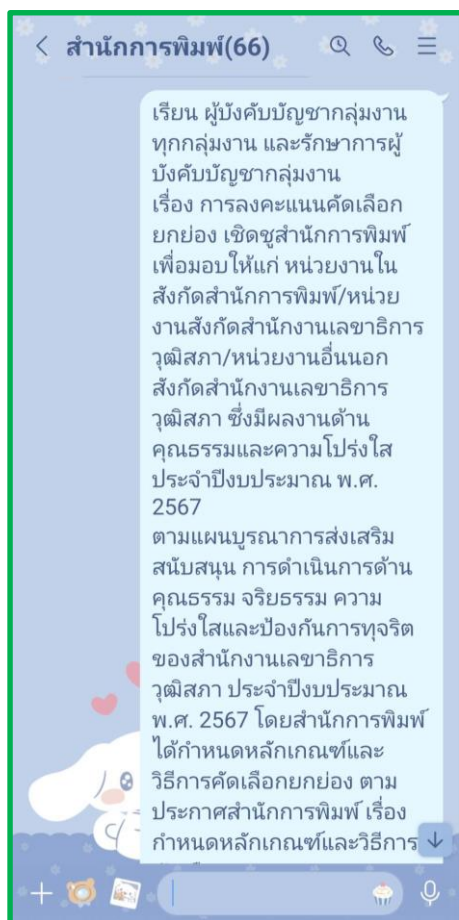 สำนักการพิมพ์(66)
เรียน ผู้บังคับบัญชากลุ่มงาน
ทุกกลุ่มงาน และรักษาการผู้
บังคับบัญชากลุ่มงาน
เรื่อง การลงคะแนนคัดเลือก
ยกย่อง เชิดชูสำนักการพิมพ์
เพื่อมอบให้แก่ หน่วยงานใน
สังกัดสำนักการพิมพ์/หน่วย
งานสังกัดสำนักงานเลขาธิการ
วุฒิสภา/หน่วยงานอื่นนอก
สังกัดสำนักงานเลขาธิการ
วุฒิสภา ซึ่งมีผลงานด้าน
คุณธรรมและความโปร่งใส
ประจำปีงบประมาณ พ.ศ.
2567
ตามแผนบูรณาการส่งเสริม
สนับสนุน การดำเนินการด้าน
คุณธรรม จริยธรรม ความ
โปร่งใสและป้องกันการทุจริต
ของสำนักงานเลขาธิการ
วุฒิสภา ประจำปีงบประมาณ
พ.ศ. 2567 โดยสำนักการพิมพ์
ได้กำหนดหลักเกณฑ์และ
วิธีการคัดเลือกยกย่อง ตาม
ประกาศสำนักการพิมพ์ เรื่อง
กำหนดหลักเกณฑ์และวิธีการ